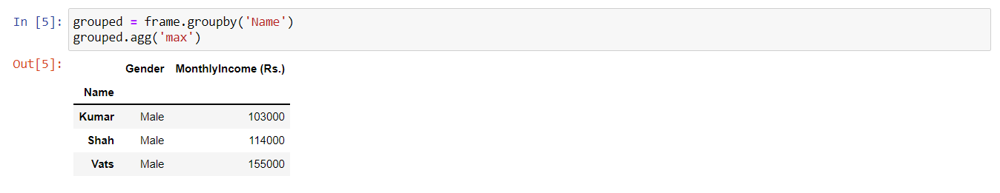 In [5]: grouped = frame.groupby('Name')
grouped.agg('max')
Out[5]:
Gender MonthlyIncome (Rs.)
Name
Kumar Male 103000
Shah Male 114000
Vats Male 155000